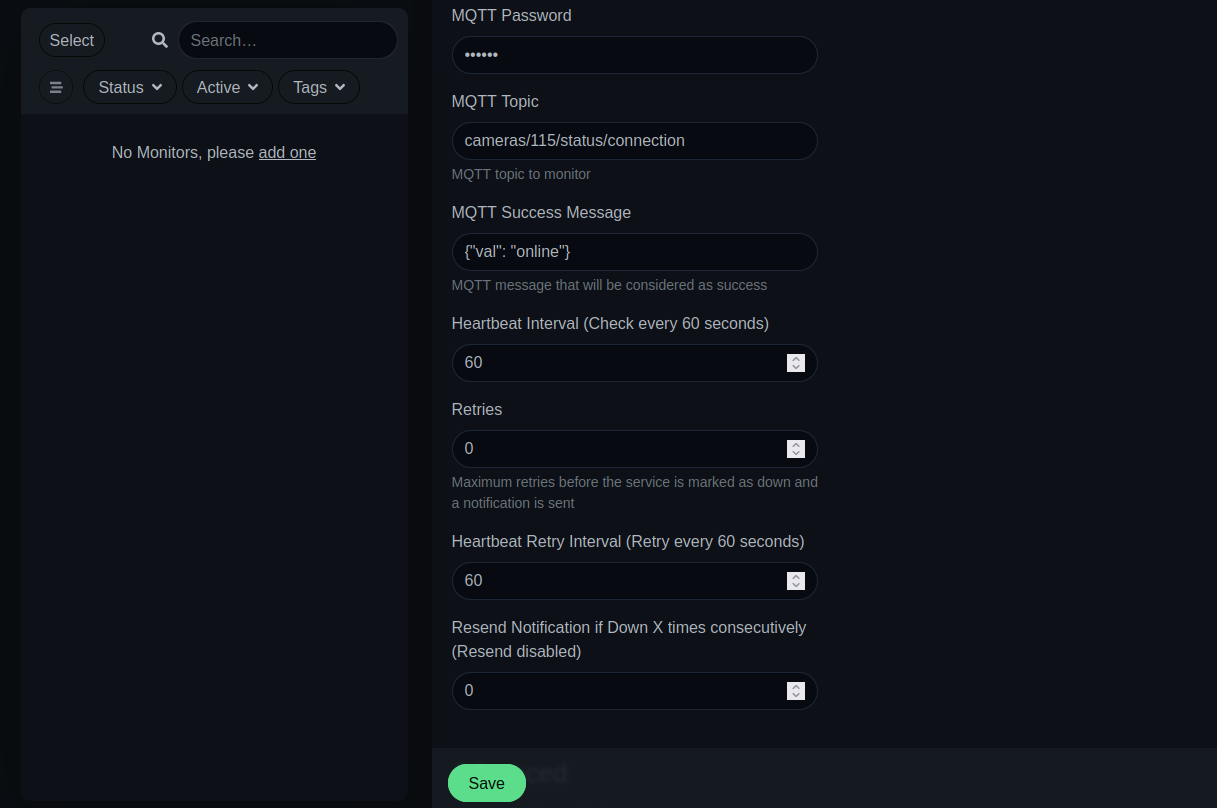 Select
Search…
Status
Active
Tags
No Monitors, please add one
MQTT Password
••••••
MQTT Topic
cameras/115/status/connection
MQTT topic to monitor
MQTT Success Message
{"val": "online"}
MQTT message that will be considered as success
Heartbeat Interval (Check every 60 seconds)
60
Retries
0
Maximum retries before the service is marked as down and
a notification is sent
Heartbeat Retry Interval (Retry every 60 seconds)
60
Resend Notification if Down X times consecutively
(Resend disabled)
0
Save